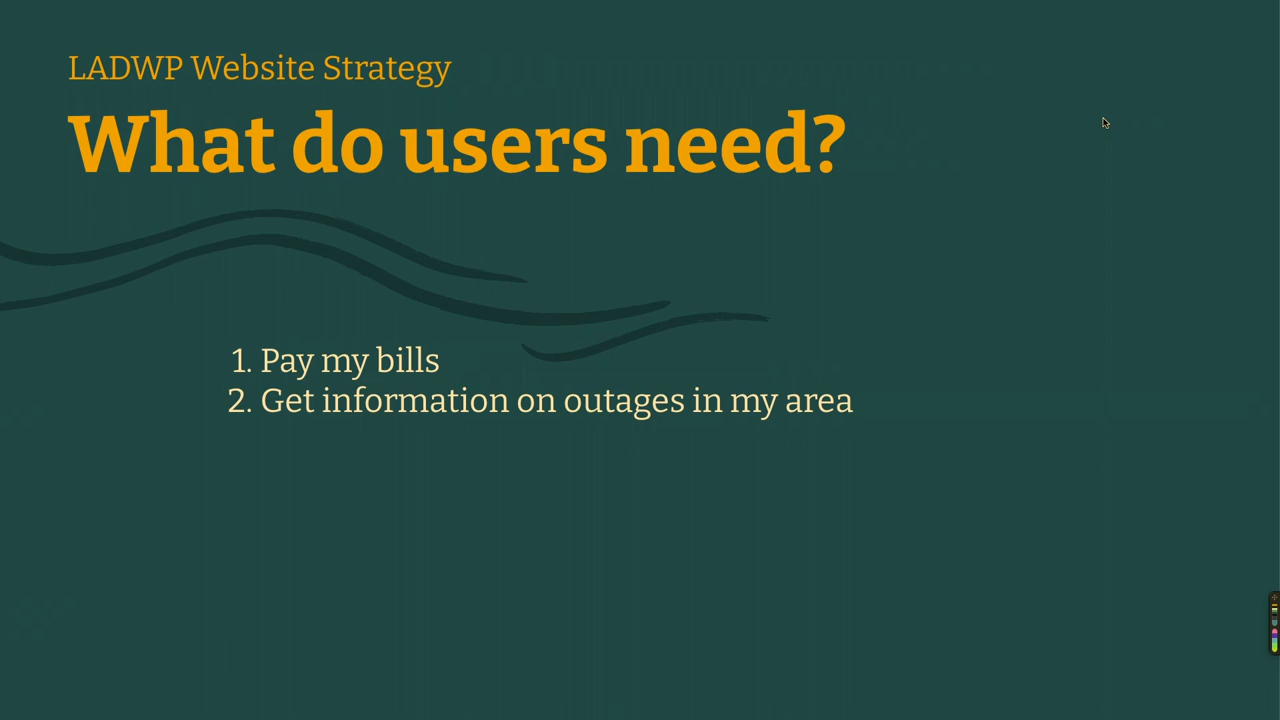 LADWP Website Strategy
What do users need?
1. Pay my bills
2. Get information on outages in my area